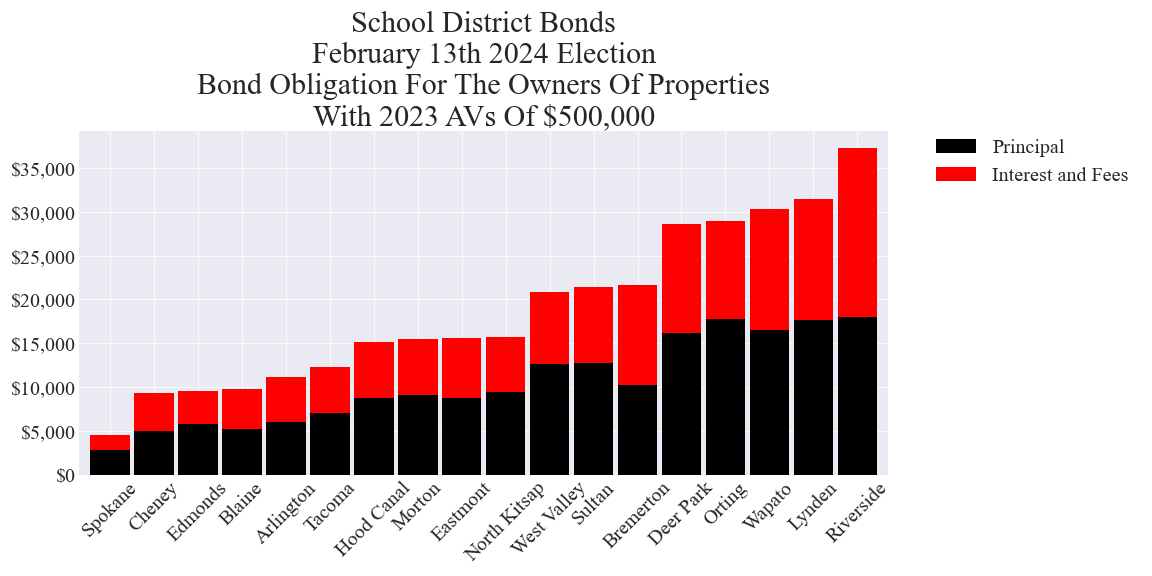 School District Bonds
February 13th 2024 Election
Bond Obligation For The Owners Of Properties
With 2023 AVs Of $500,000
Principal
Interest and Fees
$35,000
$30,000
$25,000
$20,000
$15,000
$10,000
$5,000
$0
Spokane
Cheney
Edmonds
Blaine
Arlington
Tacoma
Hood Canal
Morton
Eastmont
North Kitsap
West Valley
Sultan
Bremerton
Deer Park
Orting
Wapato
Lynden
Riverside